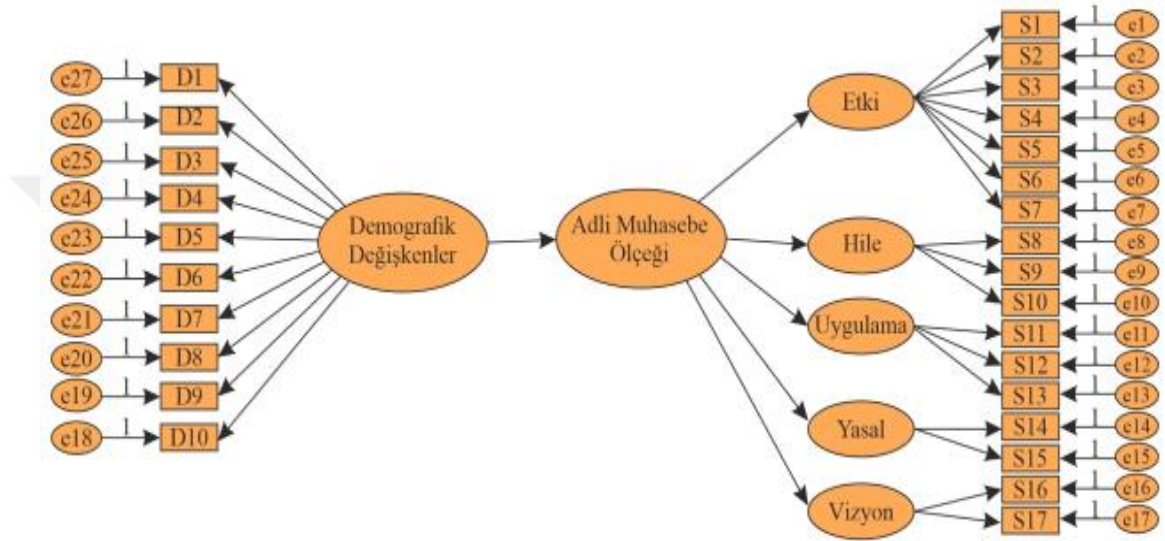 e27 1 D1
e26 1 D2
e25 1 D3
e24 1 D4
e23 1 D5
e22 1 D6
e21 1 D7
e20 1 D8
e19 1 D9
e18 1 D10
Demografik
Değişkenler
Adli Muhasebe
Ölçeği
Etki
Hile
Uygulama
Yasal
Vizyon
S1 1 e1
S2 1 e2
S3 1 e3
S4 1 e4
S5 1 e5
S6 1 e6
S7 1 e7
S8 1 e8
S9 1 e9
S10 1 e10
S11 1 e11
S12 1 e12
S13 1 e13
S14 1 e14
S15 1 e15
S16 1 e16
S17 1 e17